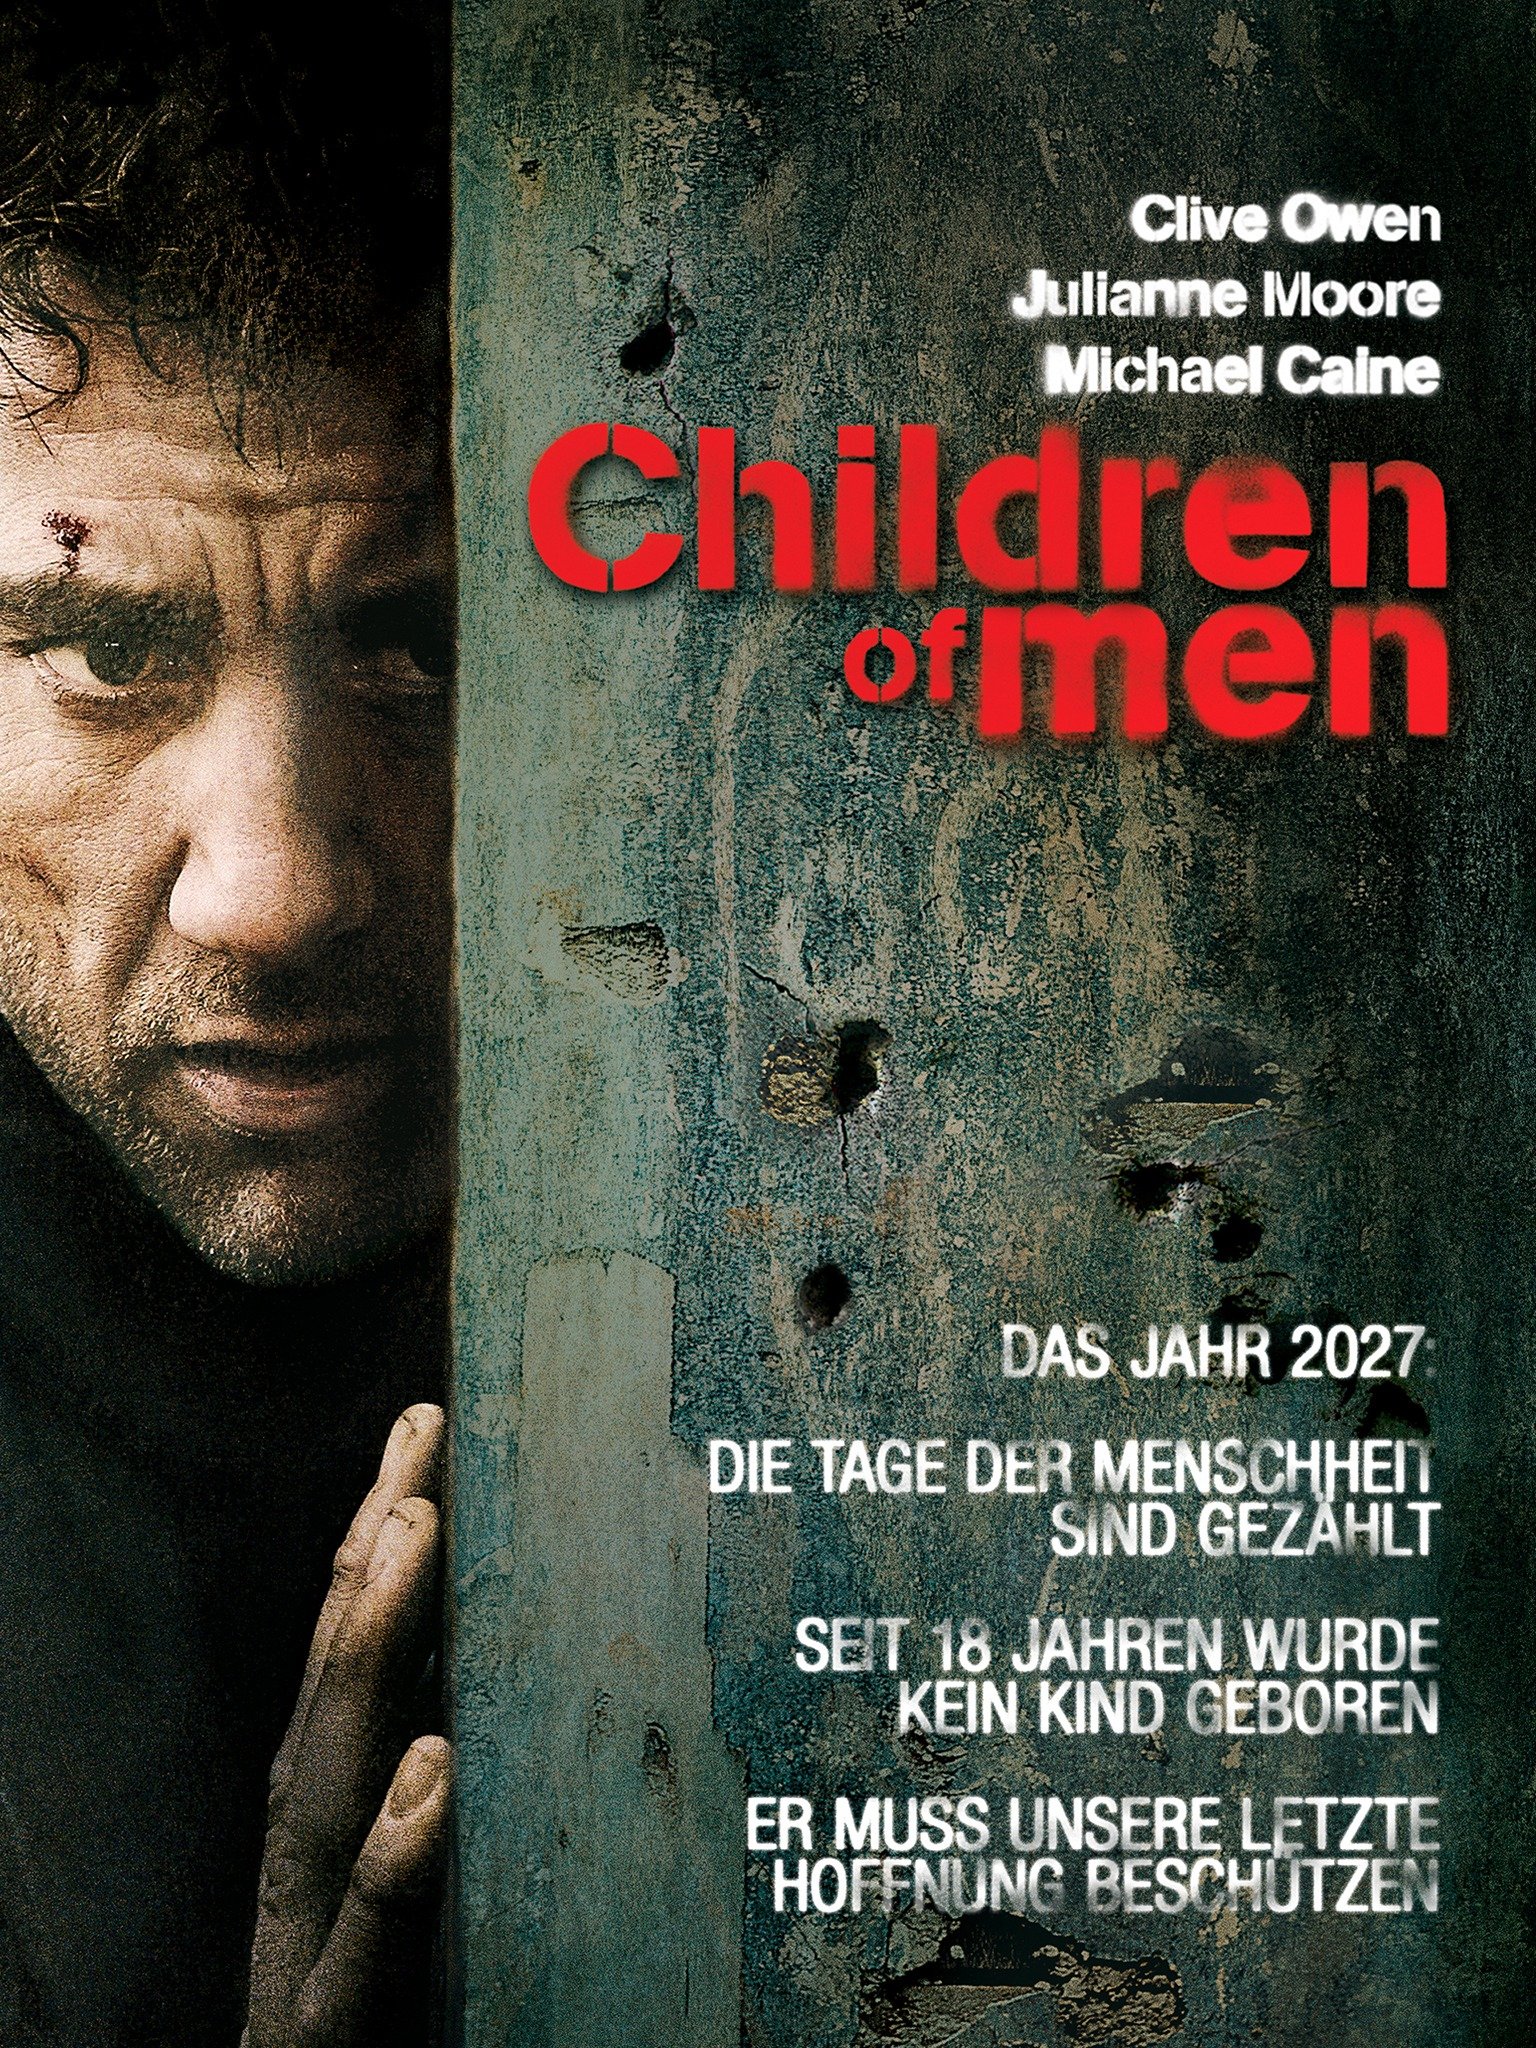 Clive Owen
Julianne Moore
Michael Caine
Children
of men
DAS JAHR 2027:
DIE TAGE DER MENSCHHEIT
SIND GEZÄHLT
SEIT 18 JAHREN WURDE
KEIN KIND GEBOREN
ER MUSS UNSERE LETZTE
HOFFNUNG BESCHÜTZEN